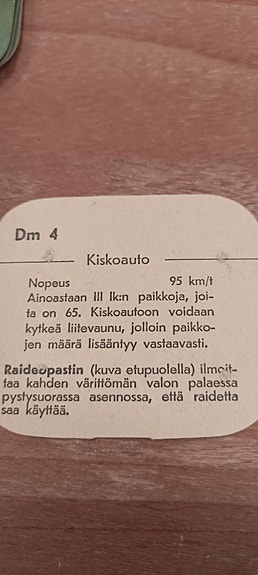 Dm 4
Kiskoauto
Nopeus 95 km/t
Ainoastaan III lk:n paikkoja, joi-
ta on 65. Kiskoautoon voidaan
kytkeä liitevaunu, jolloin paikko-
jen määrä lisääntyy vastaavasti.
Raideopastin (kuva etupuolella) ilmoit-
taa kahden värittömän valon palaessa
pystysuorassa asennossa, että raidetta
saa käyttää.